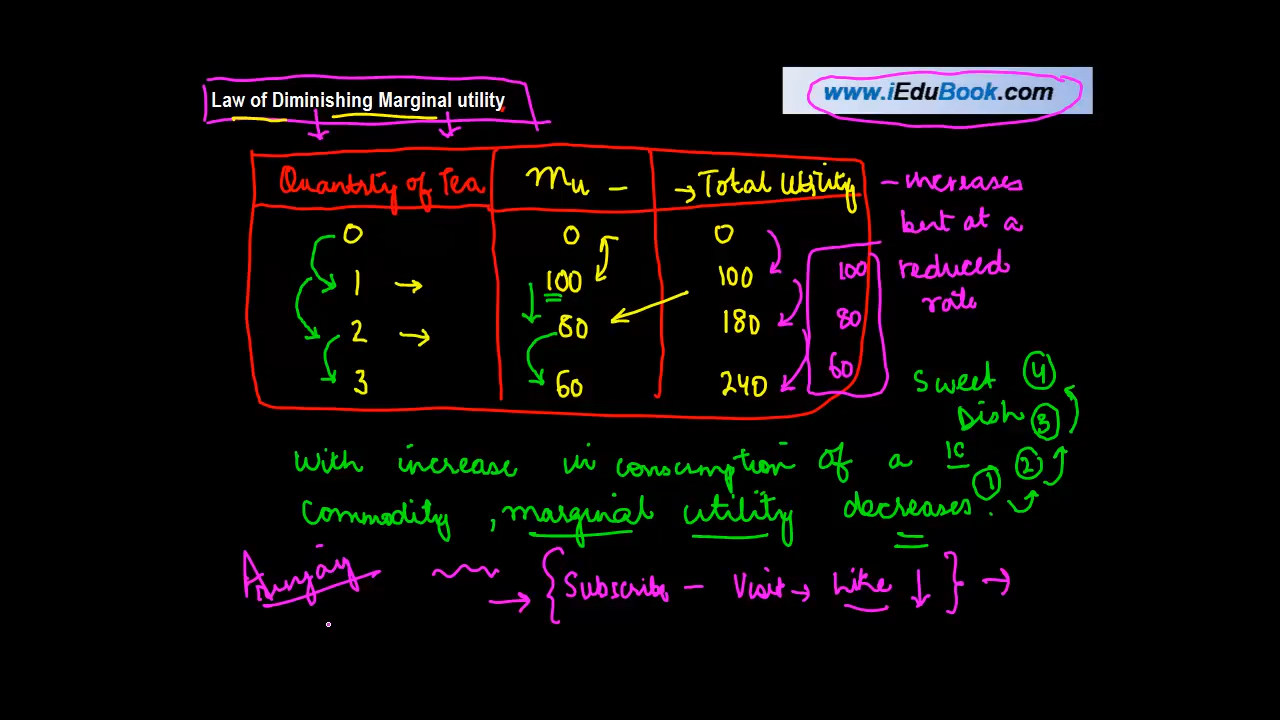 Law of Diminishing Marginal utility
www.iEduBook.com
Quantity of Tea Mu - → Total Utility
0 0 0
1 → 100 100 100
2 → 80 180 80
3 60 240 60
- increases
but at a
reduced
rate
Sweet 4
Dish 3
With increase in consumption of a IC 2
Commodity, marginal utility decreases. 1
{ Subscribe - Visit → Like ↓ } →